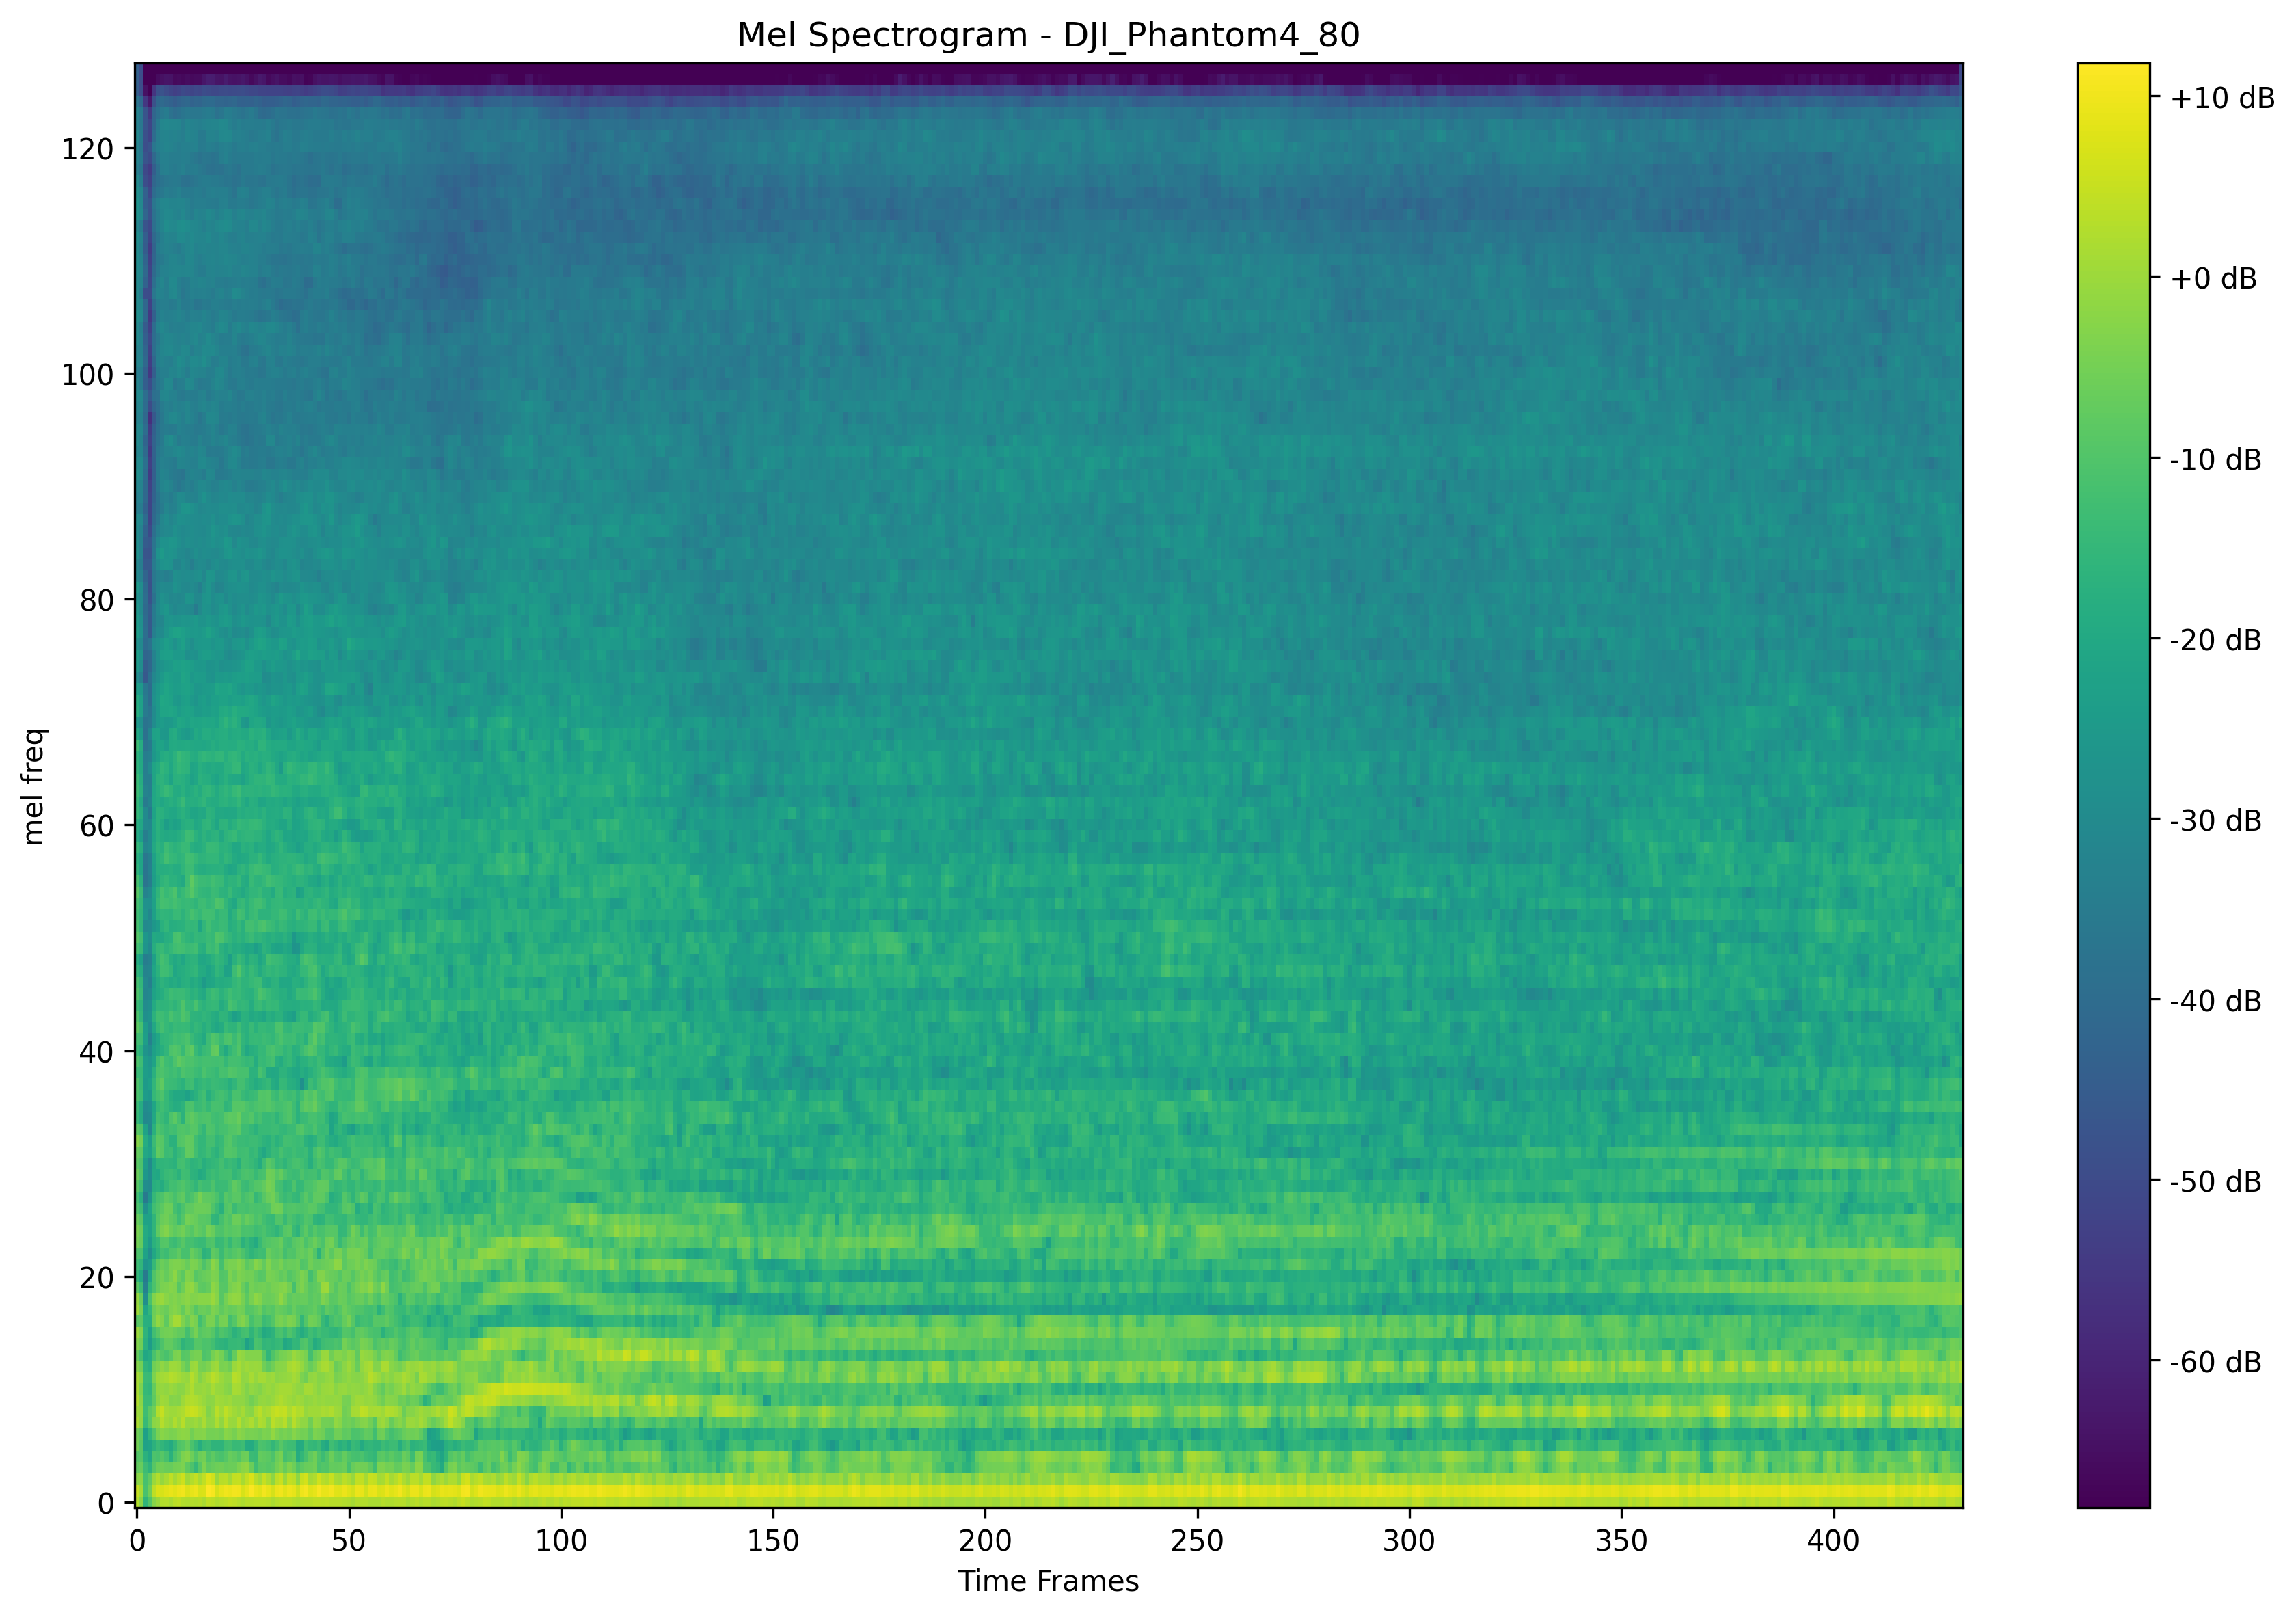 Mel Spectrogram - DJI_Phantom4_80
+10 dB
+0 dB
-10 dB
-20 dB
-30 dB
-40 dB
-50 dB
-60 dB
120
100
80
60
40
20
0
mel freq
0 50 100 150 200 250 300 350 400
Time Frames